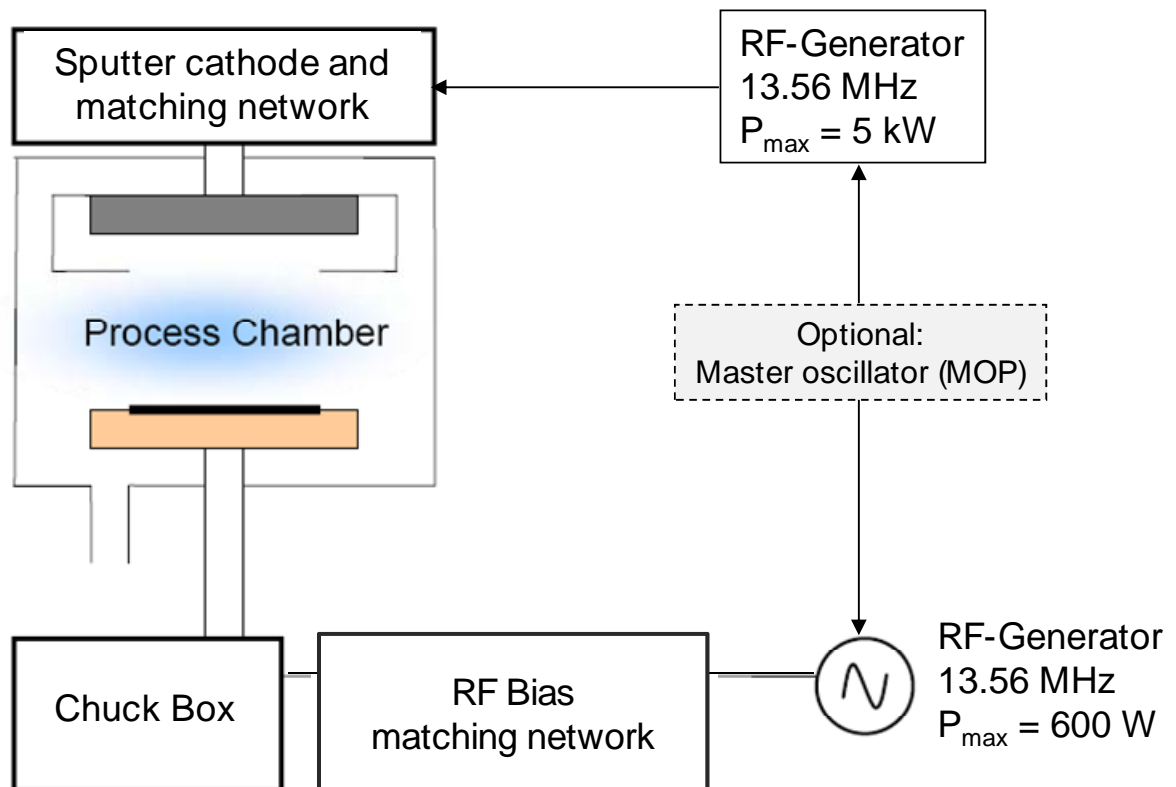 Sputter cathode and
matching network
RF-Generator
13.56 MHz
Pmax = 5 kW
Process Chamber
Optional:
Master oscillator (MOP)
Chuck Box
RF Bias
matching network
RF-Generator
13.56 MHz
Pmax = 600 W